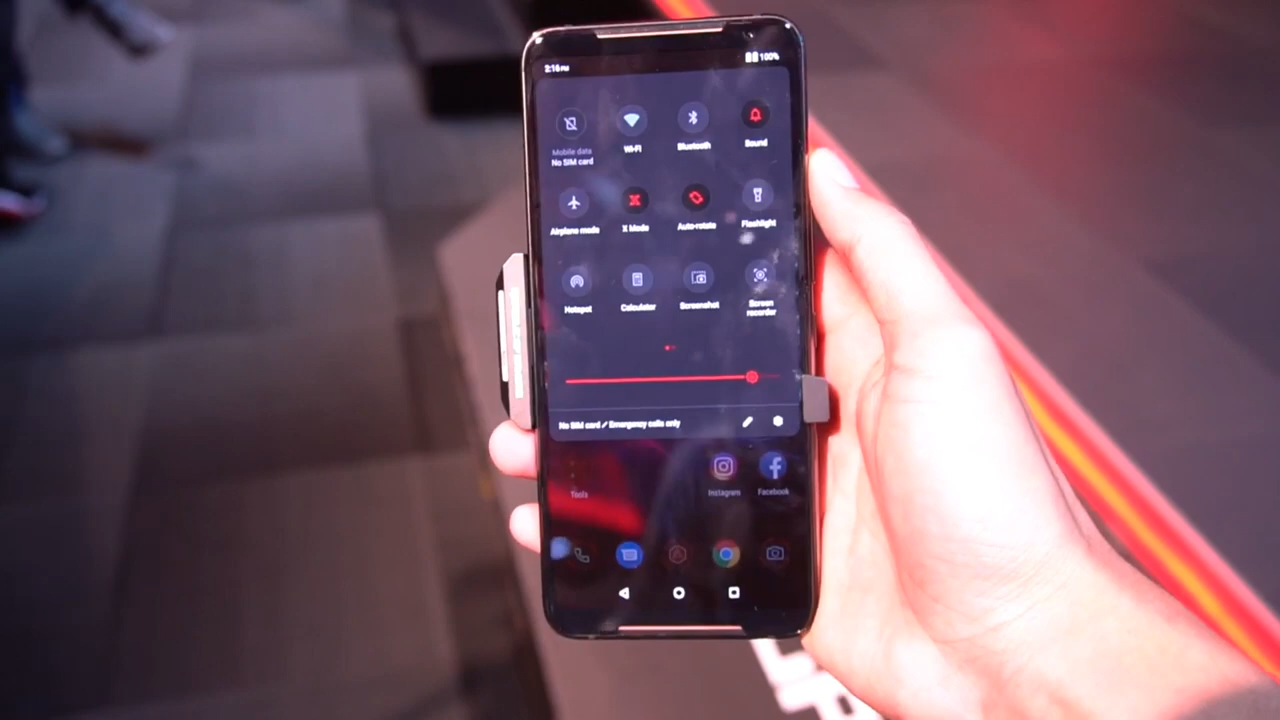 2:16 PM 100%
Mobile data
No SIM card
Wi-Fi
Bluetooth
Sound
Airplane mode
X Mode
Auto-rotate
Flashlight
Hotspot
Calculator
Screenshot
Screen
recorder
No SIM card / Emergency calls only
Tools
Instagram
Facebook